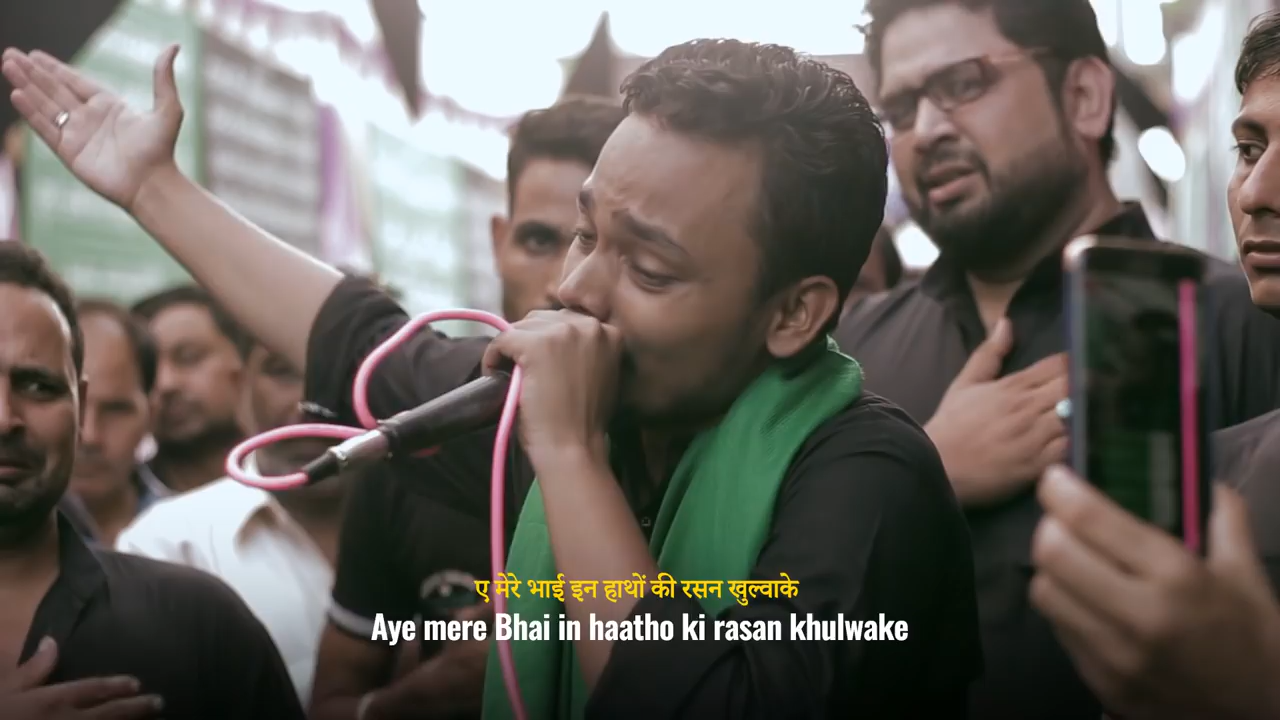 ए मेरे भाई इन हाथों की रसन खुल्वाके
Aye mere Bhai in haatho ki rasan khulwake